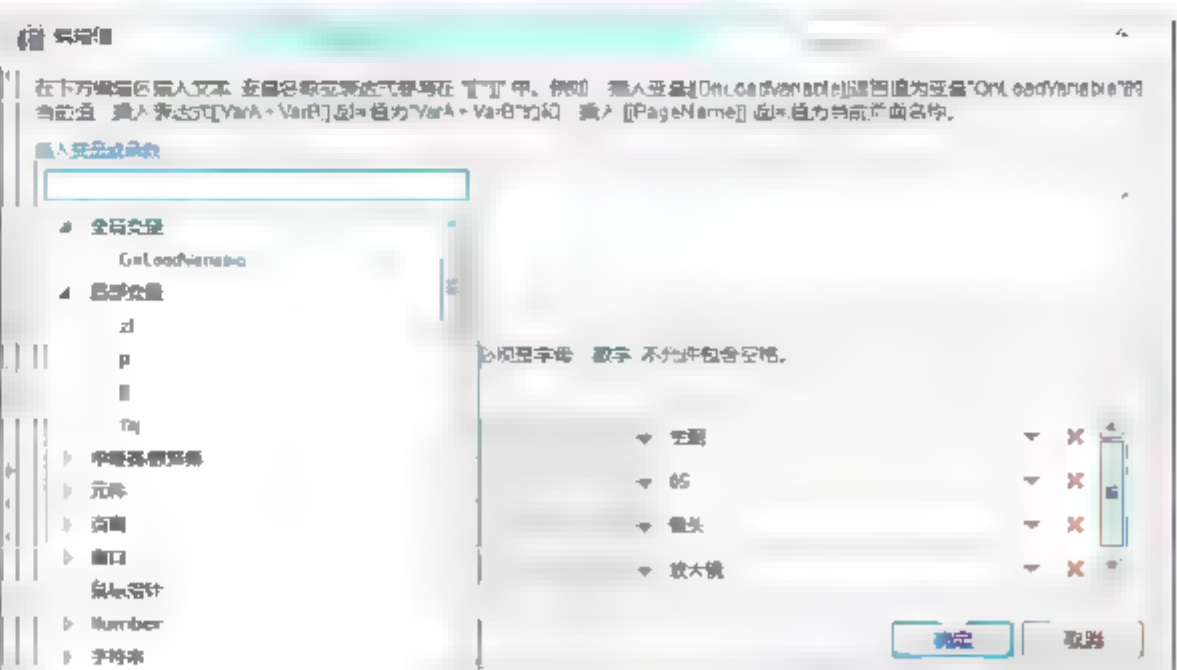 编辑值
在下方编辑区输入文本, 变量名称或表达式要写在 "[[" "]]" 中。例如: 插入变量[[OnLoadVariable]]返回值为变量"OnLoadVariable"的
当前值 插入表达式[[VarA + VarB]]返回值为"VarA + VarB"的和 插入 [[PageName]] 返回值为当前页面名称。
插入变量或函数
全局变量
OnLoadVariable
局部变量
p
必须是字母 数字 不允许包含空格。
中继器/数据集
元件
页面
窗口
鼠标指针
Number
字符串
镜头
放大镜
确定
取消